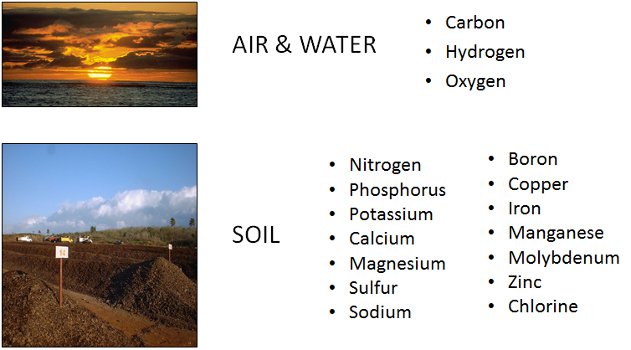 AIR & WATER
• Carbon
• Hydrogen
• Oxygen
SOIL
• Nitrogen
• Phosphorus
• Potassium
• Calcium
• Magnesium
• Sulfur
• Sodium
• Boron
• Copper
• Iron
• Manganese
• Molybdenum
• Zinc
• Chlorine